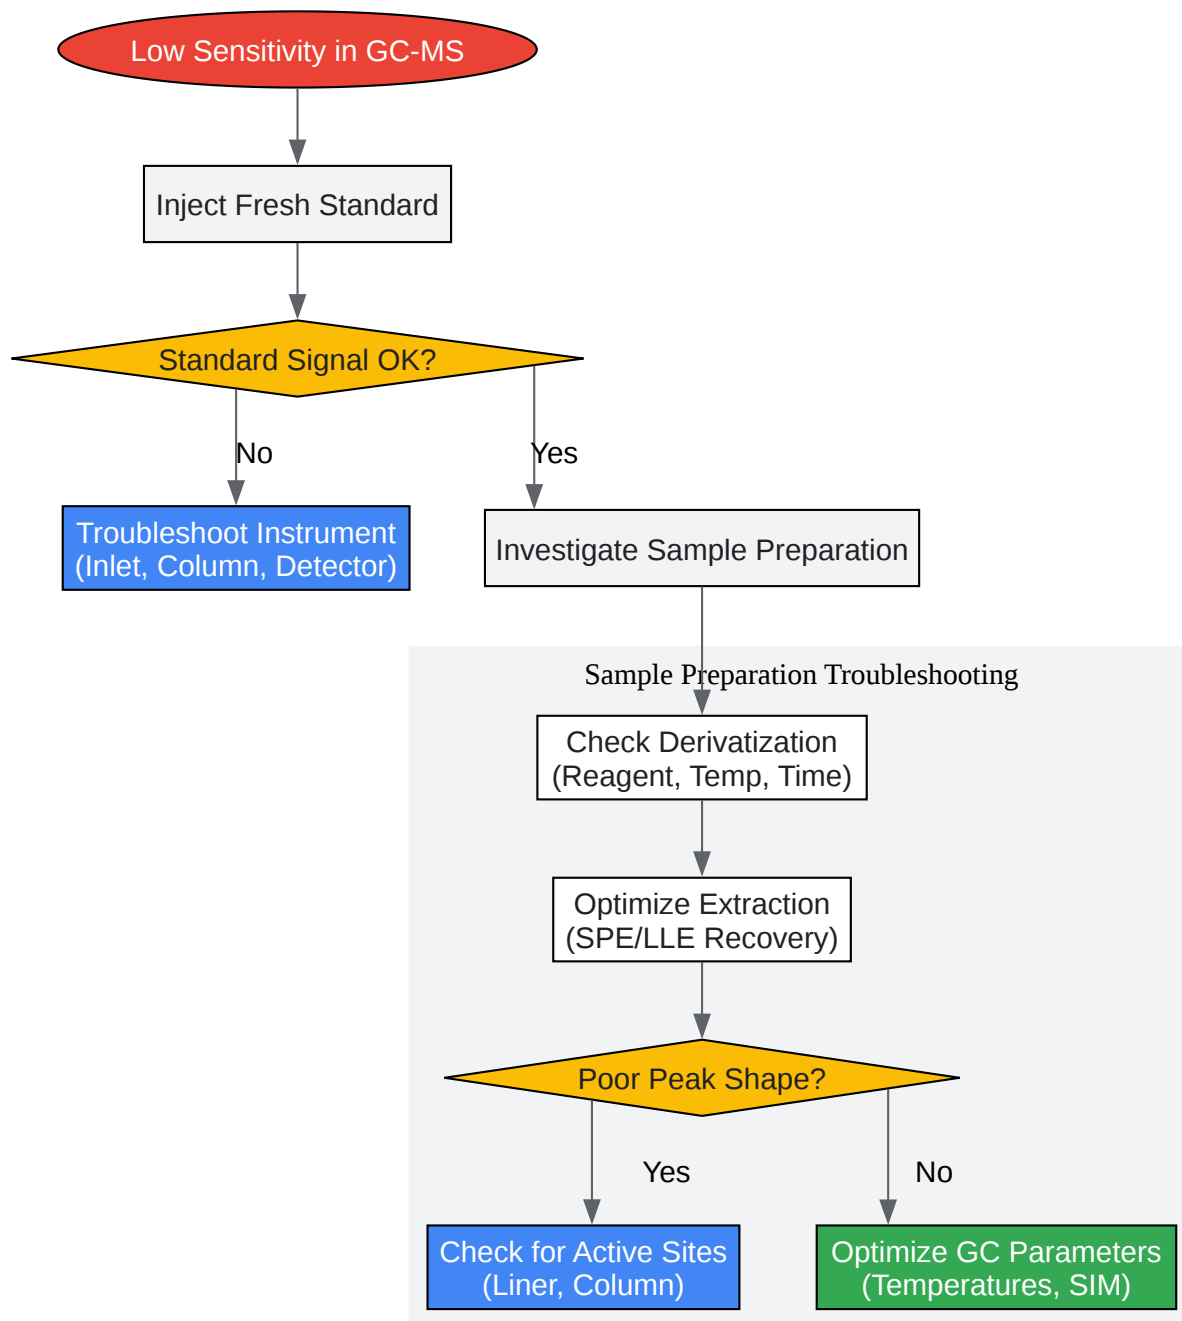 Low Sensitivity in GC-MS
Inject Fresh Standard
Standard Signal OK?
No
Yes
Troubleshoot Instrument
(Inlet, Column, Detector)
Investigate Sample Preparation
Sample Preparation Troubleshooting
Check Derivatization
(Reagent, Temp, Time)
Optimize Extraction
(SPE/LLE Recovery)
Poor Peak Shape?
Yes
No
Check for Active Sites
(Liner, Column)
Optimize GC Parameters
(Temperatures, SIM)